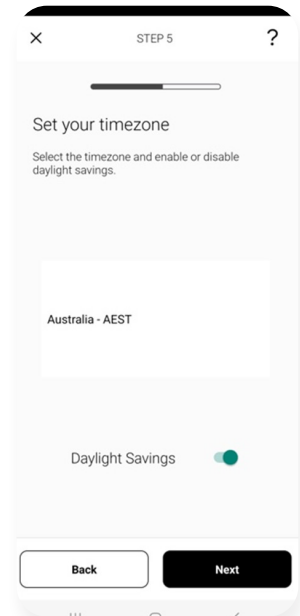 STEP 5
?
Set your timezone
Select the timezone and enable or disable
daylight savings.
Australia - AEST
Daylight Savings
Back
Next